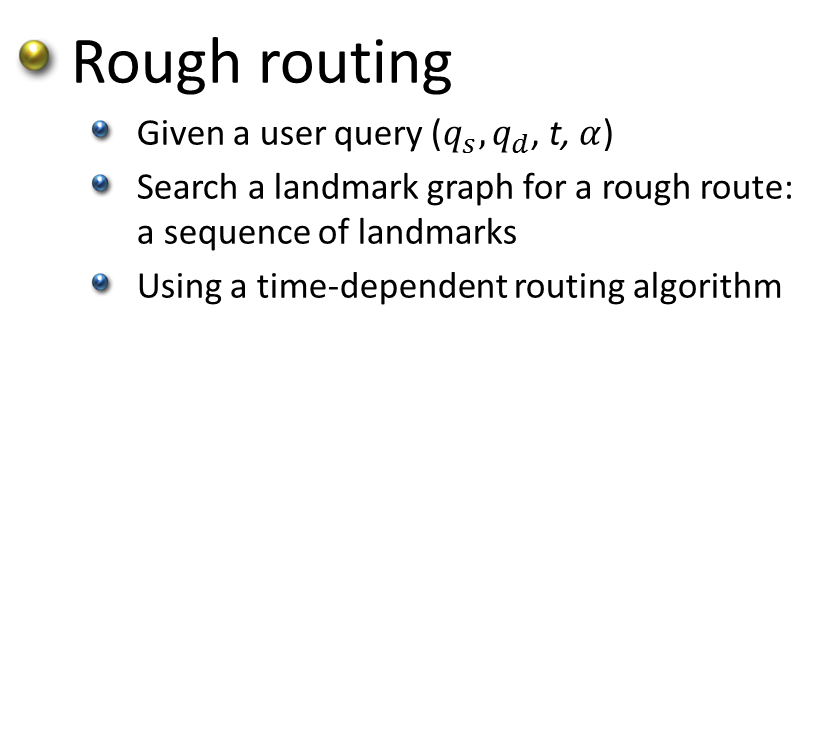 Rough routing
Given a user query (𝑞ₛ, 𝑞_d, t, α)
Search a landmark graph for a rough route:
a sequence of landmarks
Using a time-dependent routing algorithm